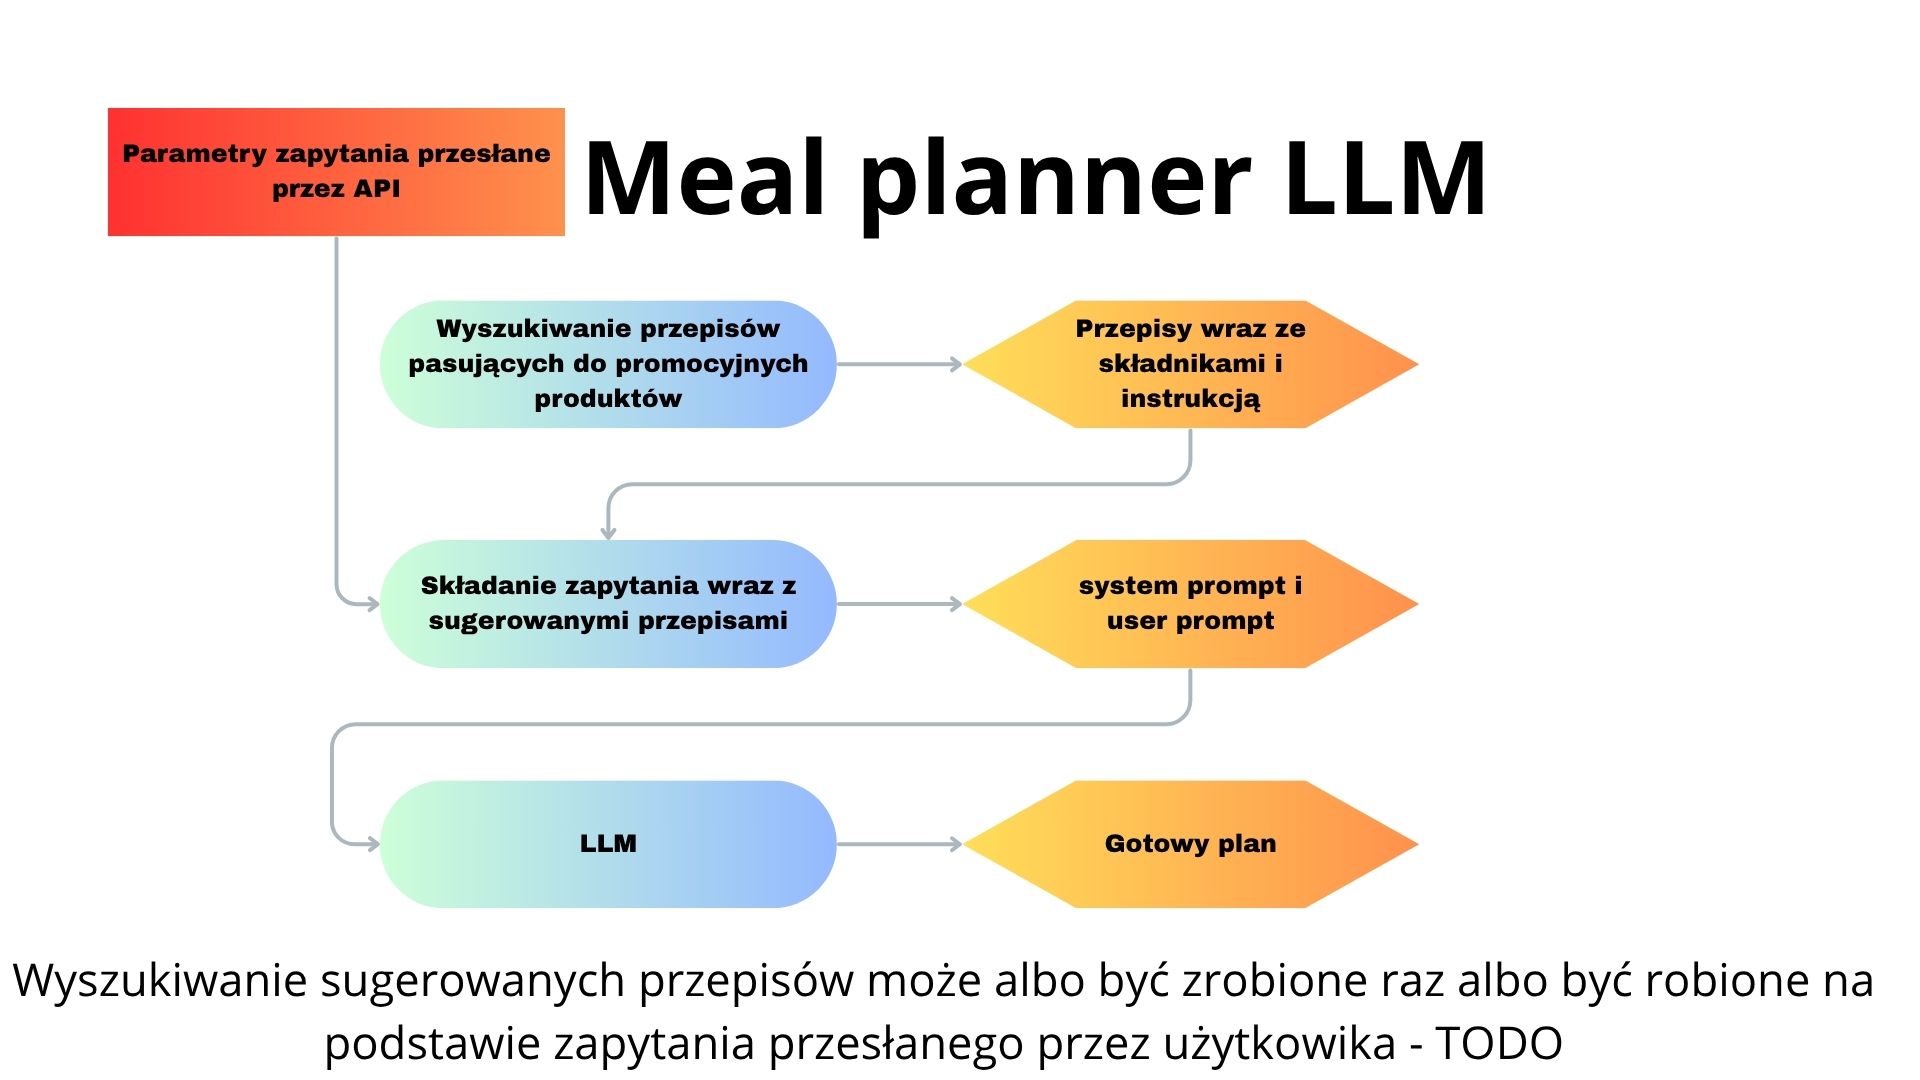 Parametry zapytania przesłane
przez API
Meal planner LLM
Wyszukiwanie przepisów
pasujących do promocyjnych
produktów
Przepisy wraz ze
składnikami i
instrukcją
Składanie zapytania wraz z
sugerowanymi przepisami
system prompt i
user prompt
LLM
Gotowy plan
Wyszukiwanie sugerowanych przepisów może albo być zrobione raz albo być robione na
podstawie zapytania przesłanego przez użytkowika - TODO